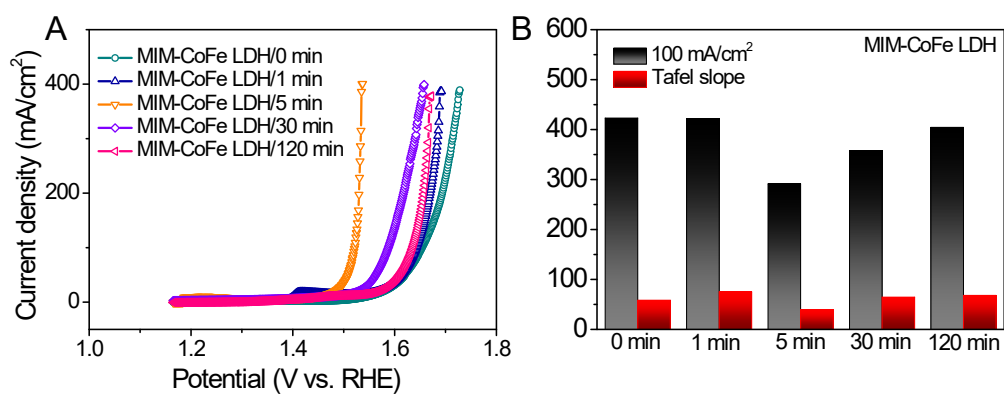 A
MIM-CoFe LDH/0 min
MIM-CoFe LDH/1 min
MIM-CoFe LDH/5 min
MIM-CoFe LDH/30 min
MIM-CoFe LDH/120 min
Current density (mA/cm²)
400
200
0
1.0
1.2
1.4
1.6
1.8
Potential (V vs. RHE)
B
MIM-CoFe LDH
100 mA/cm²
Tafel slope
600
500
400
300
200
100
0
0 min
1 min
5 min
30 min
120 min